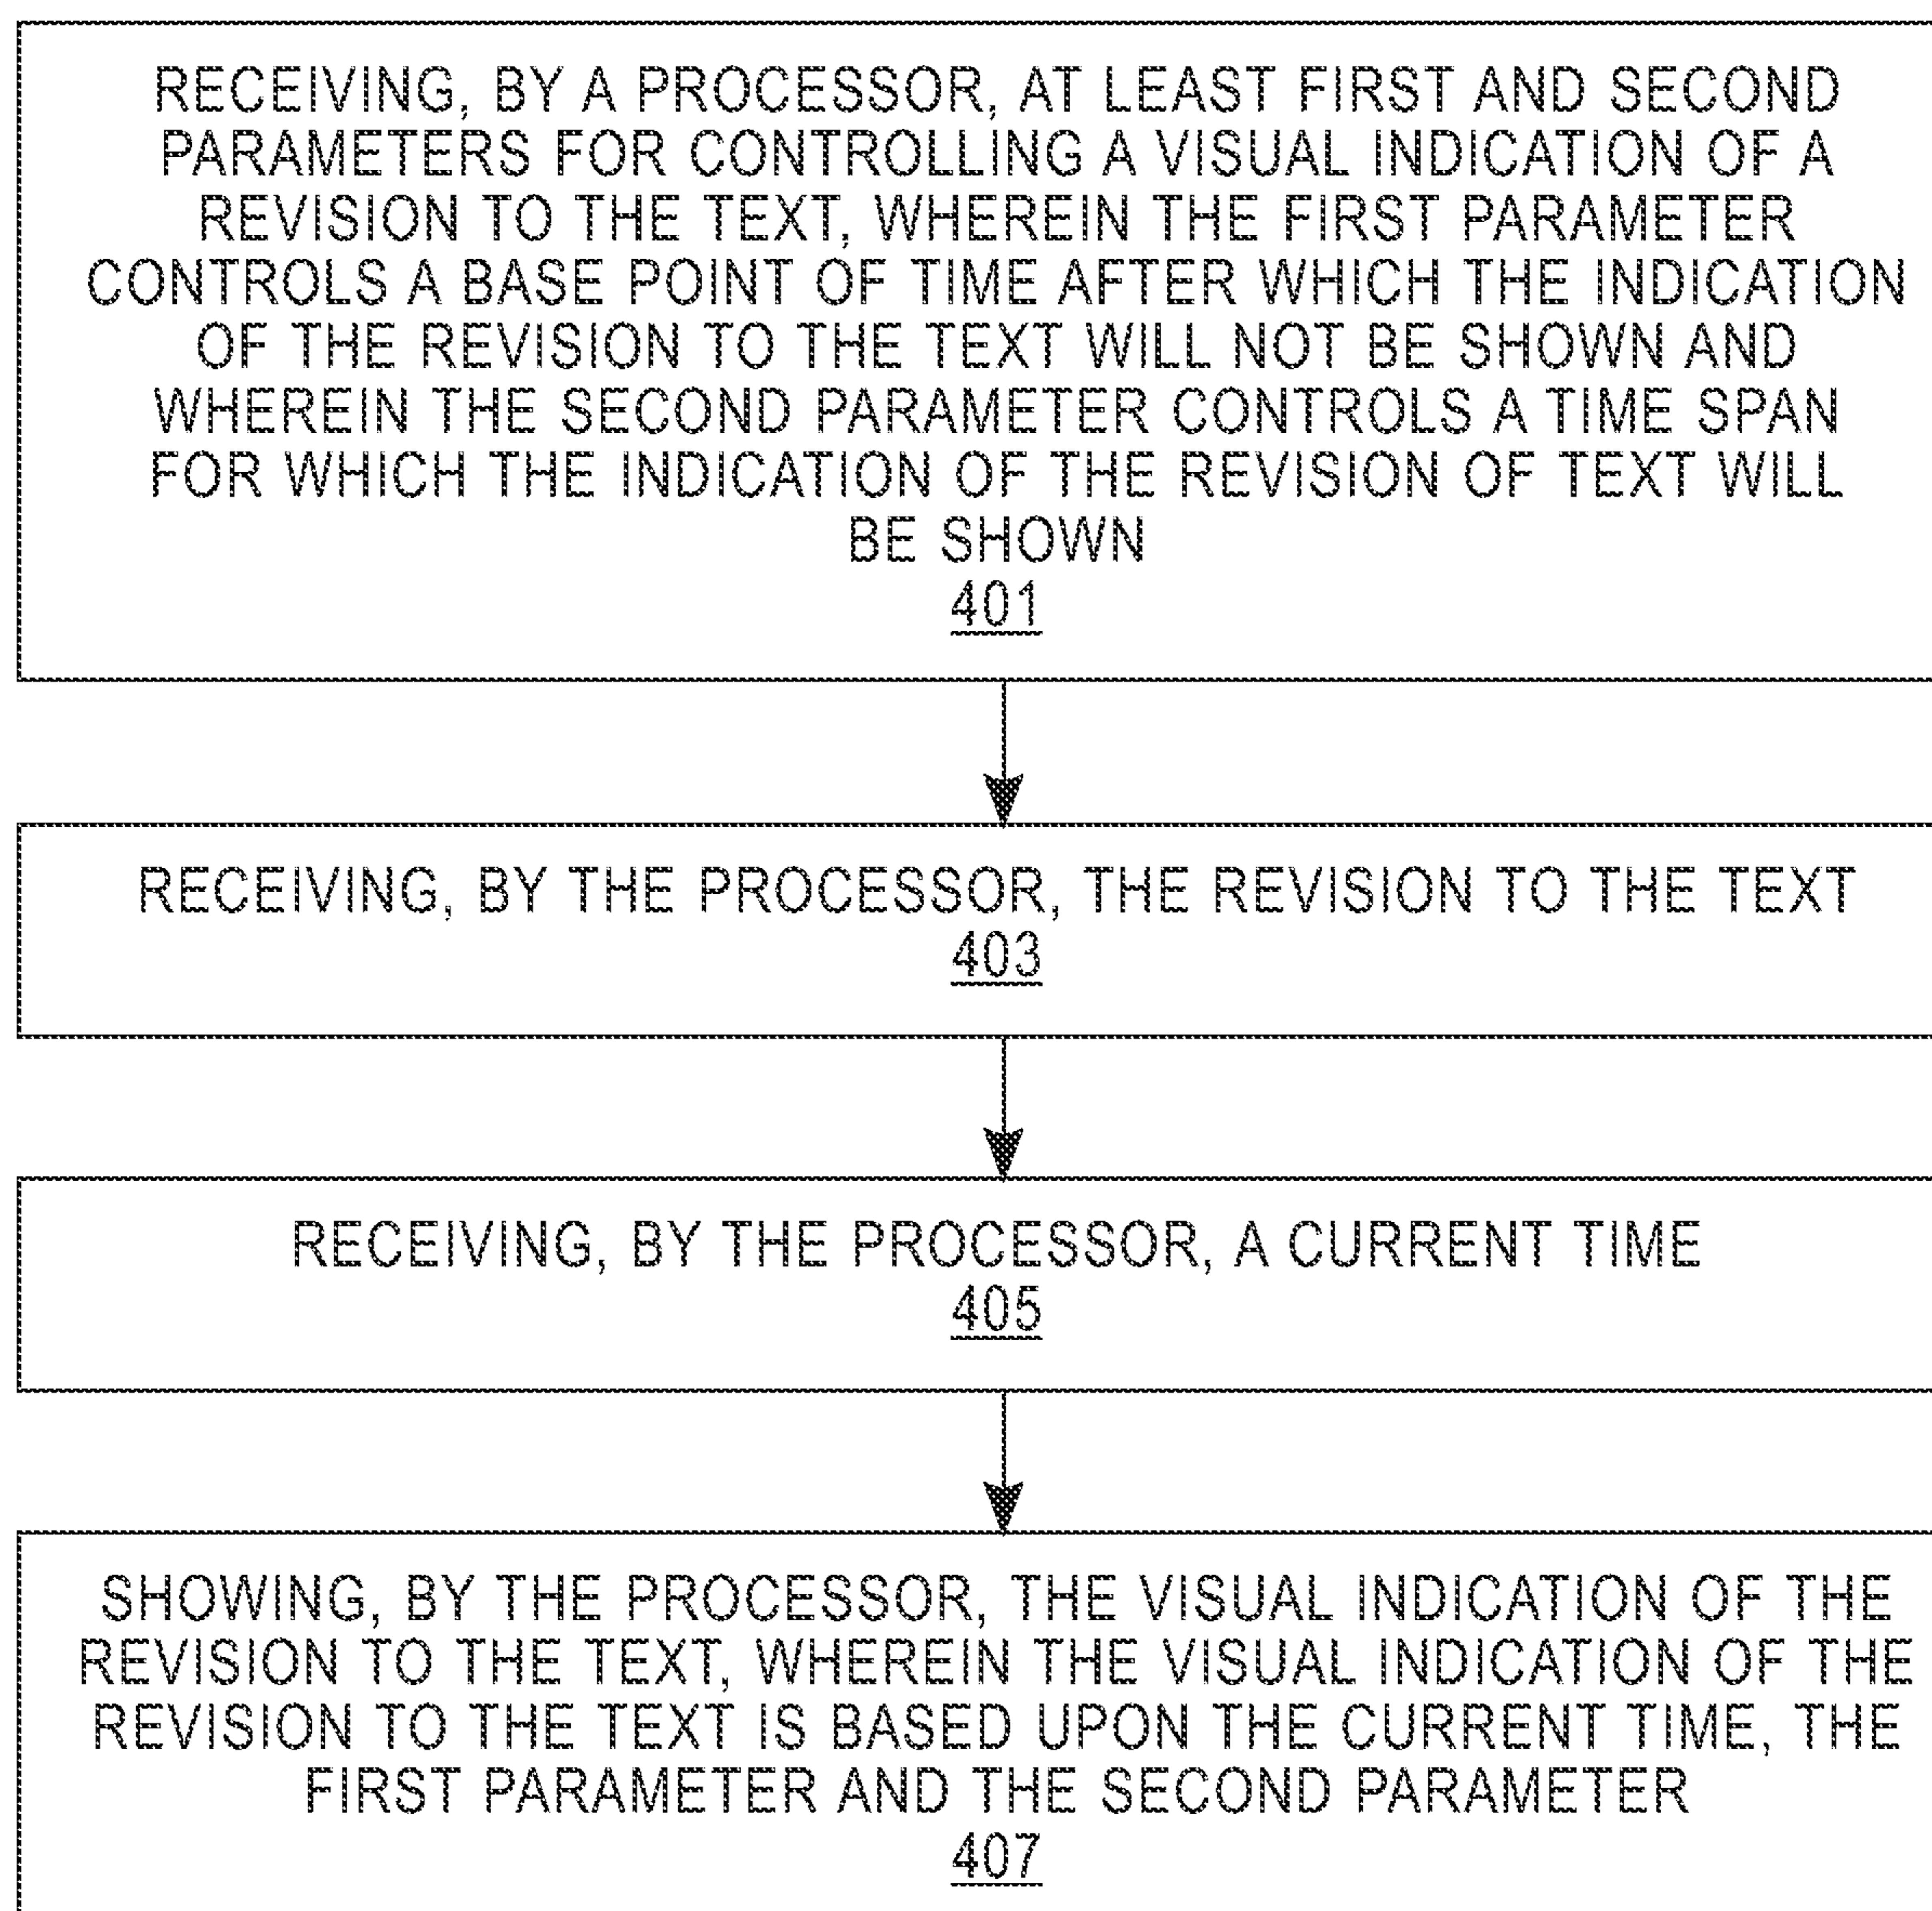 RECEIVING, BY A PROCESSOR, AT LEAST FIRST AND SECOND
PARAMETERS FOR CONTROLLING A VISUAL INDICATION OF A
REVISION TO THE TEXT, WHEREIN THE FIRST PARAMETER
CONTROLS A BASE POINT OF TIME AFTER WHICH THE INDICATION
OF THE REVISION TO THE TEXT WILL NOT BE SHOWN AND
WHEREIN THE SECOND PARAMETER CONTROLS A TIME SPAN
FOR WHICH THE INDICATION OF THE REVISION OF TEXT WILL
BE SHOWN
401
RECEIVING, BY THE PROCESSOR, THE REVISION TO THE TEXT
403
RECEIVING, BY THE PROCESSOR, A CURRENT TIME
405
SHOWING, BY THE PROCESSOR, THE VISUAL INDICATION OF THE
REVISION TO THE TEXT, WHEREIN THE VISUAL INDICATION OF THE
REVISION TO THE TEXT IS BASED UPON THE CURRENT TIME, THE
FIRST PARAMETER AND THE SECOND PARAMETER
407